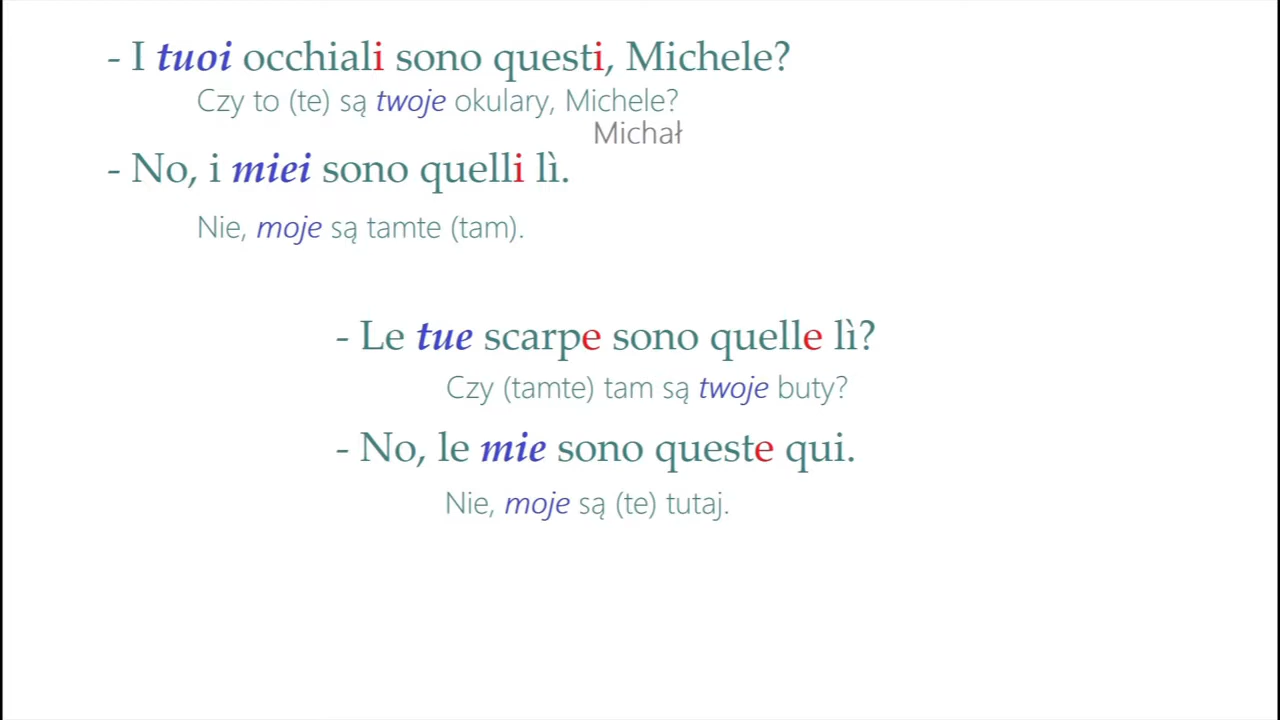 - I tuoi occhiali sono questi, Michele?
Czy to (te) są twoje okulary, Michele?
Michał
- No, i miei sono quelli lì.
Nie, moje są tamte (tam).
- Le tue scarpe sono quelle lì?
Czy (tamte) tam są twoje buty?
- No, le mie sono queste qui.
Nie, moje są (te) tutaj.